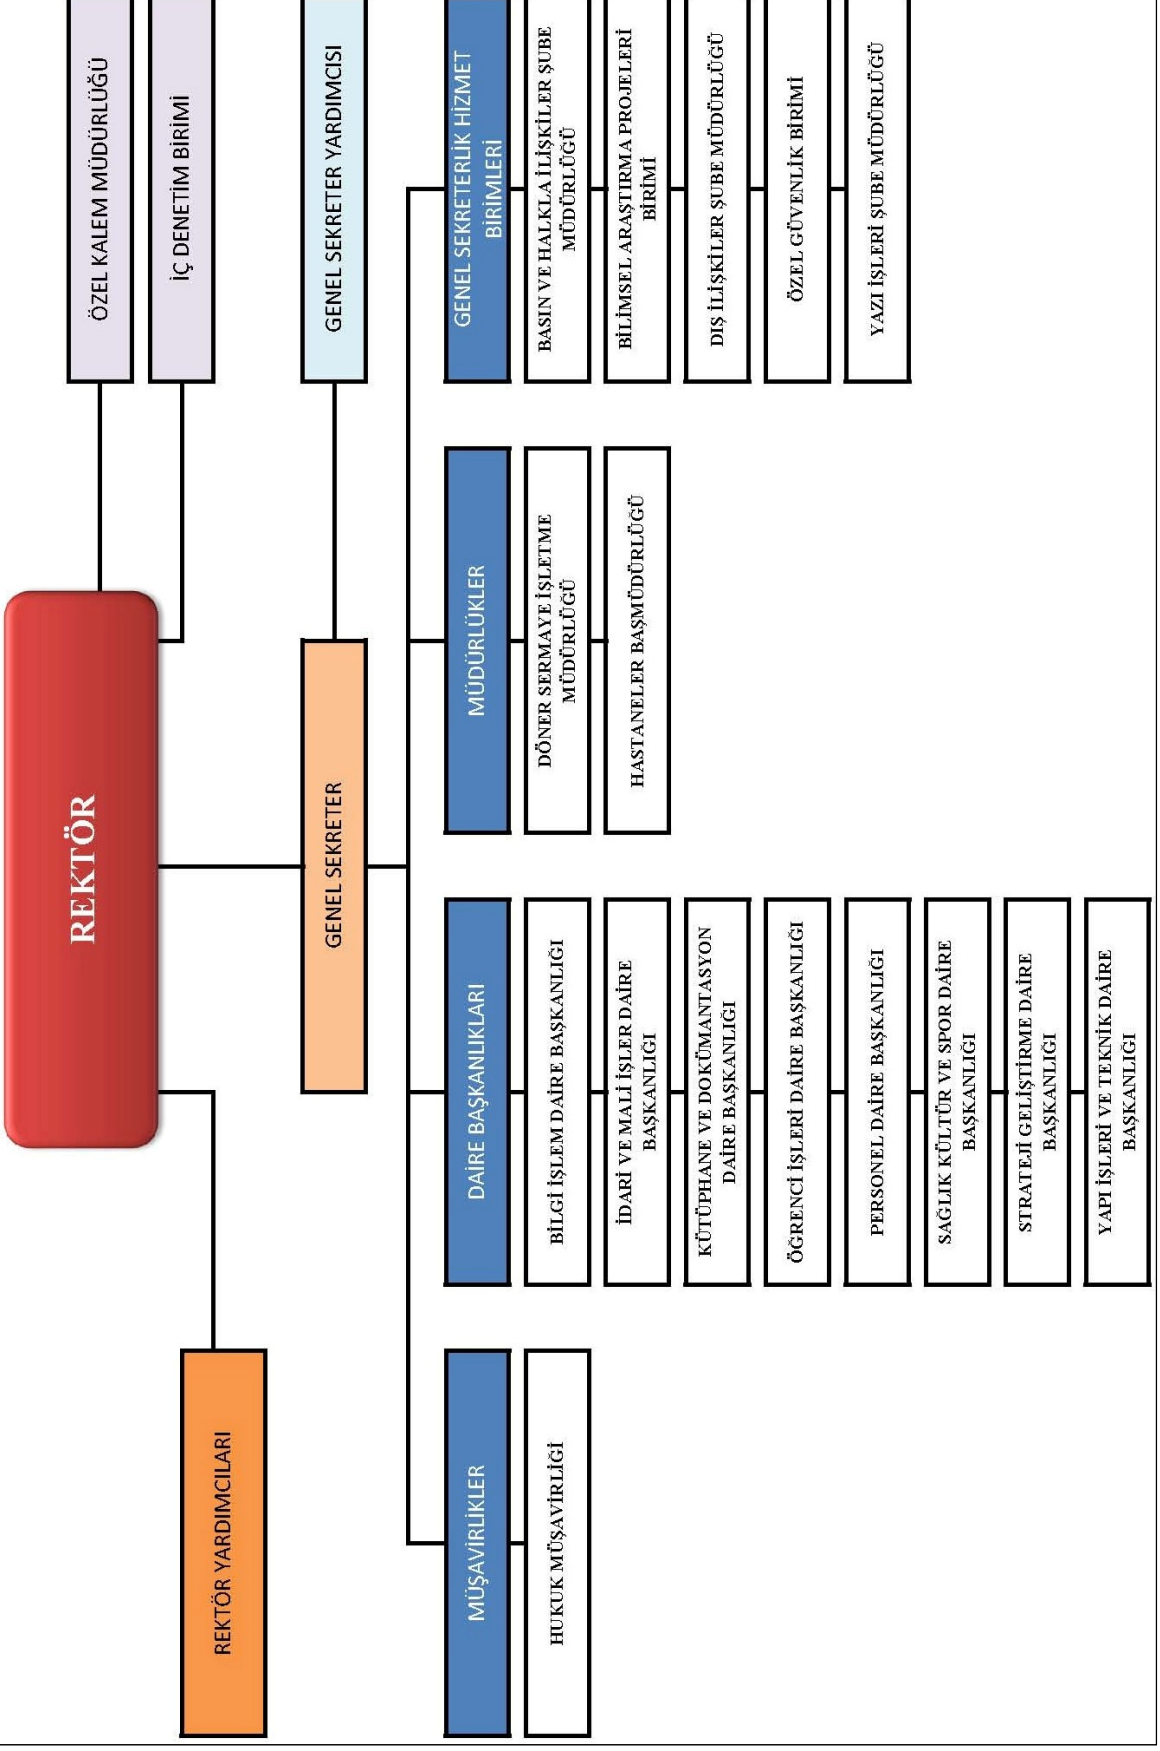 REKTÖR
ÖZEL KALEM MÜDÜRLÜĞÜ
İÇ DENETİM BİRİMİ
REKTÖR YARDIMCILARI
GENEL SEKRETER
GENEL SEKRETER YARDIMCISI
MÜŞAVİRLİKLER
HUKUK MÜŞAVİRLİĞİ
DAİRE BAŞKANLIKLARI
BİLGİ İŞLEM DAİRE BAŞKANLIĞI
İDARİ VE MALİ İŞLER DAİRE
BAŞKANLIĞI
KÜTÜPHANE VE DOKÜMANTASYON
DAİRE BAŞKANLIĞI
ÖĞRENCİ İŞLERİ DAİRE BAŞKANLIĞI
PERSONEL DAİRE BAŞKANLIĞI
SAĞLIK KÜLTÜR VE SPOR DAİRE
BAŞKANLIĞI
STRATEJİ GELİŞTİRME DAİRE
BAŞKANLIĞI
YAPI İŞLERİ VE TEKNİK DAİRE
BAŞKANLIĞI
MÜDÜRLÜKLER
DÖNER SERMAYE İŞLETME
MÜDÜRLÜĞÜ
HASTANELER BAŞMÜDÜRLÜĞÜ
GENEL SEKRETERLİK HİZMET
BİRİMLERİ
BASIN VE HALKLA İLİŞKİLER ŞUBE
MÜDÜRLÜĞÜ
BİLİMSEL ARAŞTIRMA PROJELERİ
BİRİMİ
DIŞ İLİŞKİLER ŞUBE MÜDÜRLÜĞÜ
ÖZEL GÜVENLİK BİRİMİ
YAZI İŞLERİ ŞUBE MÜDÜRLÜĞÜ